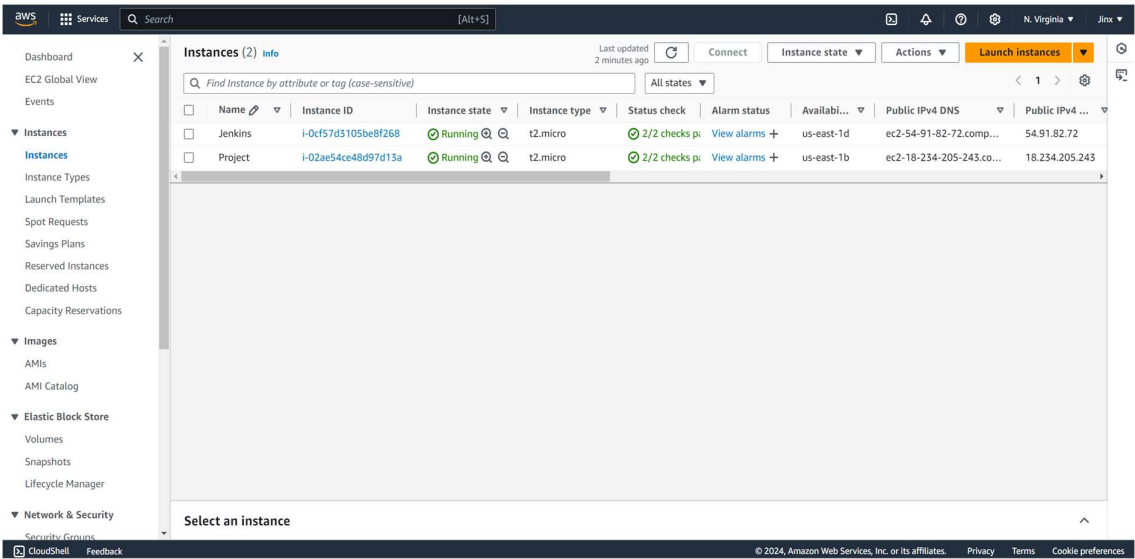 aws Services Search [Alt+S] N. Virginia ▼ Jinx ▼
Dashboard
EC2 Global View
Events
▼ Instances
Instances
Instance Types
Launch Templates
Spot Requests
Savings Plans
Reserved Instances
Dedicated Hosts
Capacity Reservations
▼ Images
AMIs
AMI Catalog
▼ Elastic Block Store
Volumes
Snapshots
Lifecycle Manager
▼ Network & Security
Security Groups
Instances (2) Info
Last updated
2 minutes ago
Connect Instance state ▼ Actions ▼ Launch instances ▼
Find Instance by attribute or tag (case-sensitive) All states ▼
< 1 >
Name Instance ID Instance state Instance type Status check Alarm status Availabi... Public IPv4 DNS Public IPv4 ...
Jenkins i-0cf57d3105be8f268 Running t2.micro 2/2 checks pa View alarms + us-east-1d ec2-54-91-82-72.comp... 54.91.82.72
Project i-02ae54ce48d97d13a Running t2.micro 2/2 checks pa View alarms + us-east-1b ec2-18-234-205-243.co... 18.234.205.243
Select an instance
CloudShell Feedback © 2024, Amazon Web Services, Inc. or its affiliates. Privacy Terms Cookie preferences